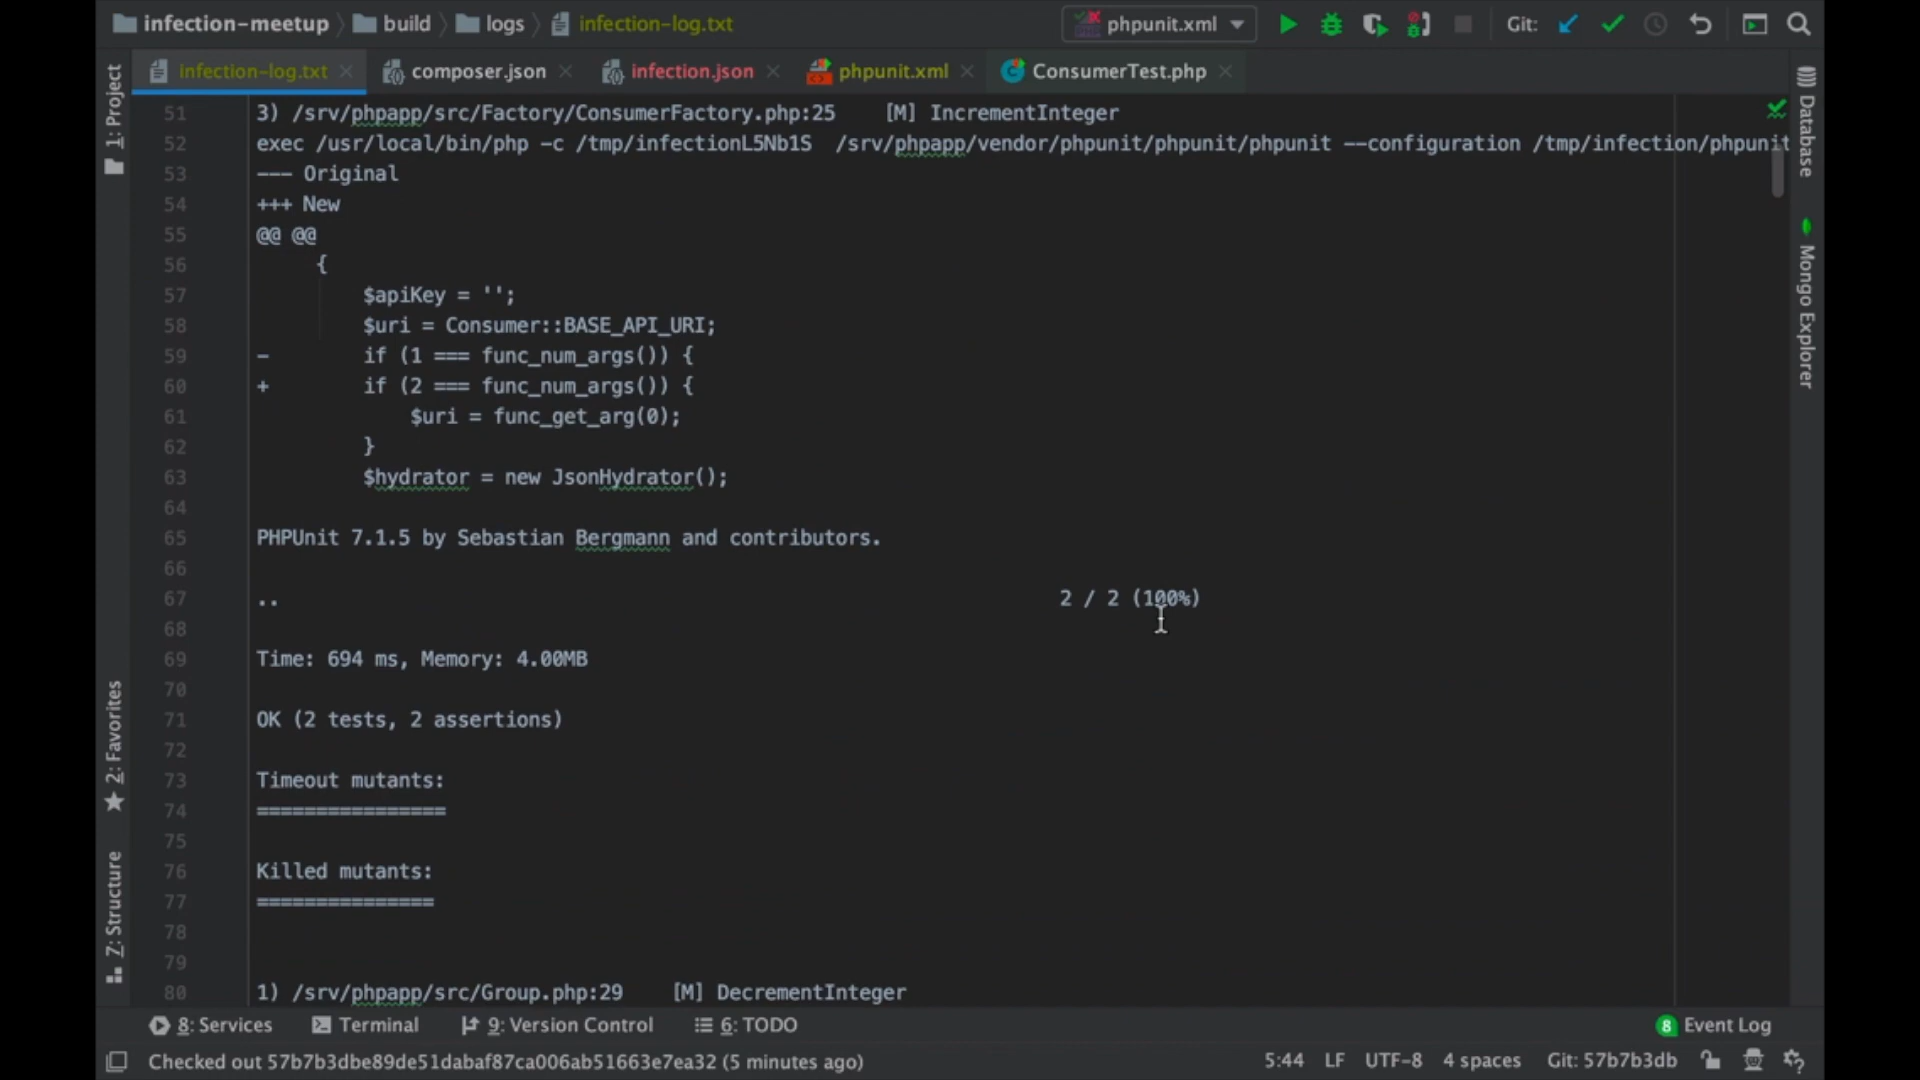 infection-meetup build logs infection-log.txt phpunit.xml Git:
infection-log.txt composer.json infection.json phpunit.xml ConsumerTest.php
1: Project
2: Favorites
Z: Structure
51 3) /srv/phpapp/src/Factory/ConsumerFactory.php:25 [M] IncrementInteger
52 exec /usr/local/bin/php -c /tmp/infectionL5Nb1S /srv/phpapp/vendor/phpunit/phpunit/phpunit --configuration /tmp/infection/phpunit
53 --- Original
54 +++ New
55 @@ @@
56 {
57 $apiKey = '';
58 $uri = Consumer::BASE_API_URI;
59 - if (1 === func_num_args()) {
60 + if (2 === func_num_args()) {
61 $uri = func_get_arg(0);
62 }
63 $hydrator = new JsonHydrator();
64
65 PHPUnit 7.1.5 by Sebastian Bergmann and contributors.
66
67 .. 2 / 2 (100%)
68
69 Time: 694 ms, Memory: 4.00MB
70
71 OK (2 tests, 2 assertions)
72
73 Timeout mutants:
74 ================
75
76 Killed mutants:
77 ===============
78
79
80 1) /srv/phpapp/src/Group.php:29 [M] DecrementInteger
Database
Mongo Explorer
8: Services Terminal 9: Version Control 6: TODO 8 Event Log
Checked out 57b7b3dbe89de51dabaf87ca006ab51663e7ea32 (5 minutes ago) 5:44 LF UTF-8 4 spaces Git: 57b7b3db